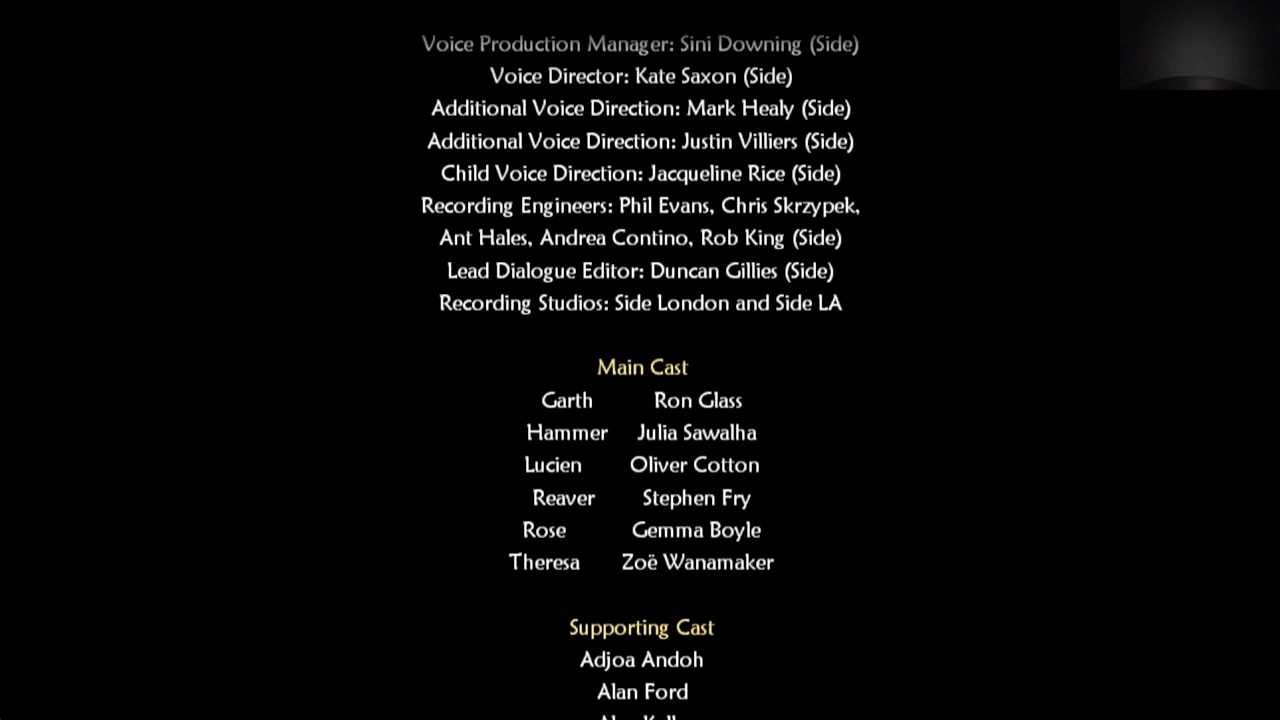 Voice Production Manager: Sini Downing (Side)
Voice Director: Kate Saxon (Side)
Additional Voice Direction: Mark Healy (Side)
Additional Voice Direction: Justin Villiers (Side)
Child Voice Direction: Jacqueline Rice (Side)
Recording Engineers: Phil Evans, Chris Skrzypek,
Ant Hales, Andrea Contino, Rob King (Side)
Lead Dialogue Editor: Duncan Gillies (Side)
Recording Studios: Side London and Side LA
Main Cast
Garth Ron Glass
Hammer Julia Sawalha
Lucien Oliver Cotton
Reaver Stephen Fry
Rose Gemma Boyle
Theresa Zoë Wanamaker
Supporting Cast
Adjoa Andoh
Alan Ford